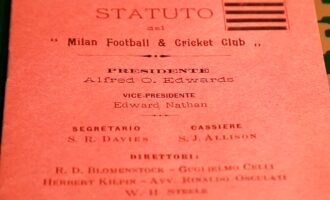 STATUTO
del
" Milan Football & Cricket Club „
PRESIDENTE
Alfred O. Edwards
VICE-PRESIDENTE
Edward Nathan
SEGRETARIO CASSIERE
S. R. DAVIES S. J. ALLISON
DIRETTORI:
R. D. BLOMENSTOCK - GUGLIELMO CELLI
HERBERT KILPIN - AVV. RINALDO OSCULATI
W. H. STEELE